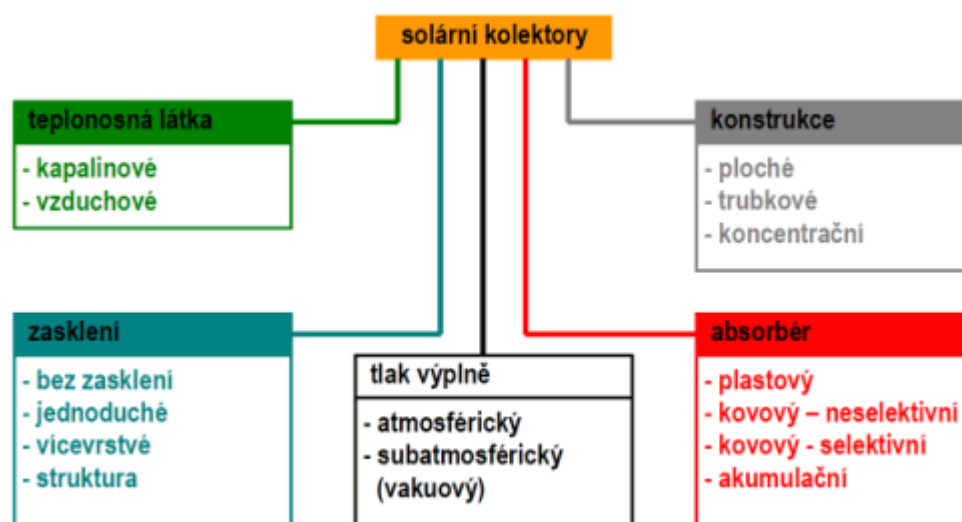 solární kolektory
teplonosná látka
- kapalinové
- vzduchové
konstrukce
- ploché
- trubkové
- koncentrační
zasklení
- bez zasklení
- jednoduché
- vícevrstvé
- struktura
tlak výplně
- atmosférický
- subatmosférický
(vakuový)
absorbér
- plastový
- kovový – neselektivní
- kovový - selektivní
- akumulační